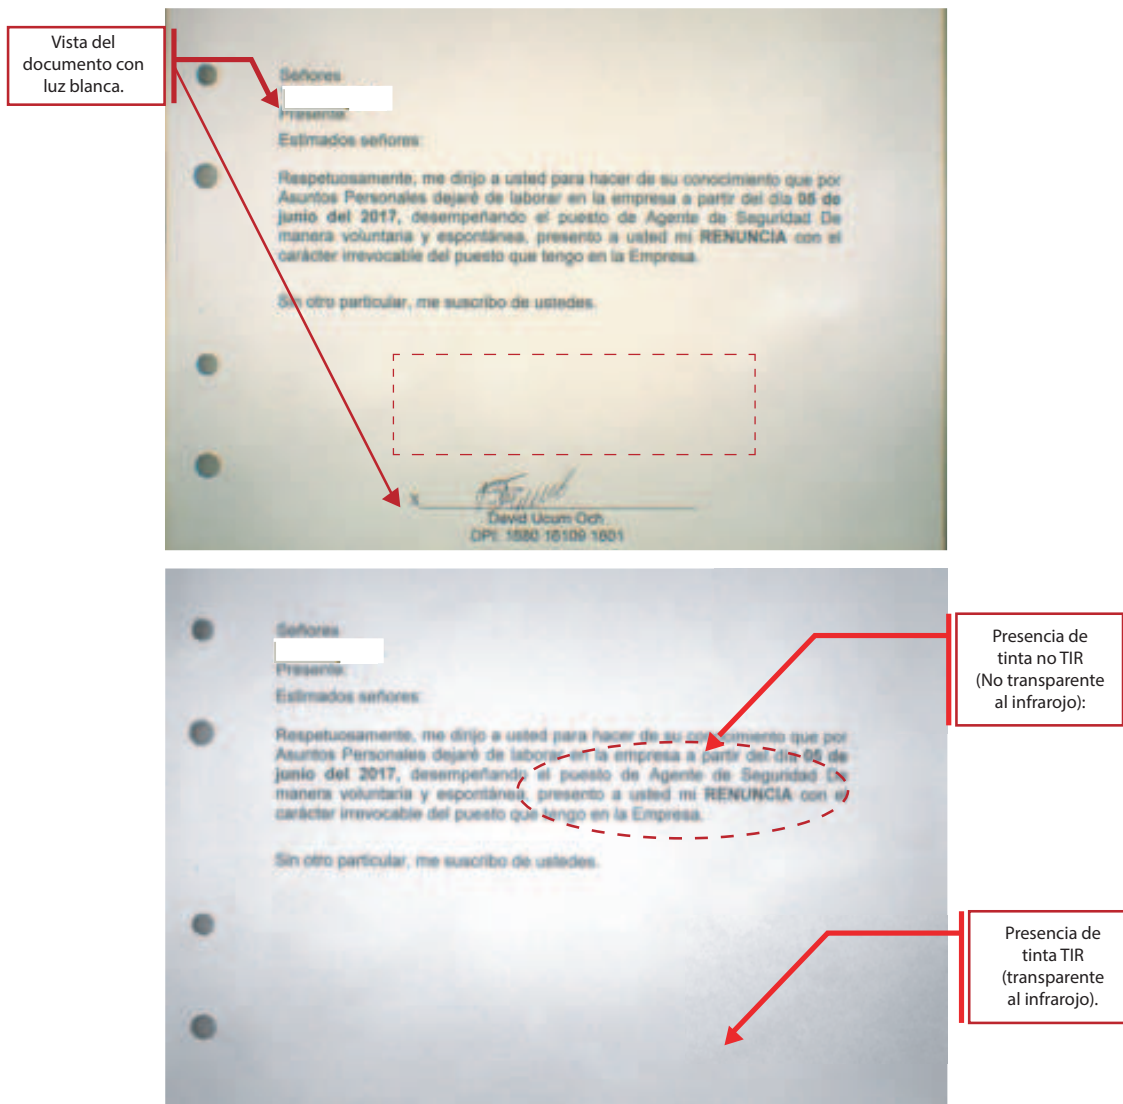 Vista del
documento con
luz blanca.
Señores
Presente.
Estimados señores:
Respetuosamente, me dirijo a usted para hacer de su conocimiento que por
Asuntos Personales dejaré de laborar en la empresa a partir del día 05 de
junio del 2017, desempeñando el puesto de Agente de Seguridad De
manera voluntaria y espontánea, presento a usted mi RENUNCIA con el
carácter irrevocable del puesto que tengo en la Empresa.
Sin otro particular, me suscribo de ustedes.
X
David Ucum Och
DPI: 1680 16109 1601
Señores
Presente.
Estimados señores:
Respetuosamente, me dirijo a usted para hacer de su conocimiento que por
Asuntos Personales dejaré de laborar en la empresa a partir del día 05 de
junio del 2017, desempeñando el puesto de Agente de Seguridad De
manera voluntaria y espontánea, presento a usted mi RENUNCIA con el
carácter irrevocable del puesto que tengo en la Empresa.
Sin otro particular, me suscribo de ustedes.
Presencia de
tinta no TIR
(No transparente
al infrarojo):
Presencia de
tinta TIR
(transparente
al infrarojo).